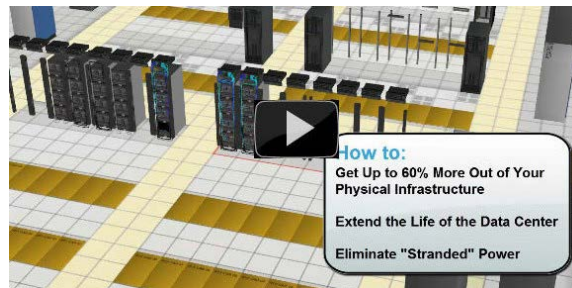 How to:
Get Up to 60% More Out of Your
Physical Infrastructure
Extend the Life of the Data Center
Eliminate "Stranded" Power